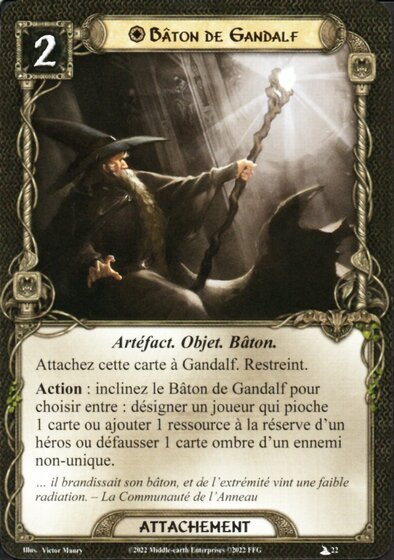 2
BÂTON DE GANDALF
Artéfact. Objet. Bâton.
Attachez cette carte à Gandalf. Restreint.
Action : inclinez le Bâton de Gandalf pour
choisir entre : désigner un joueur qui pioche
1 carte ou ajouter 1 ressource à la réserve d'un
héros ou défausser 1 carte ombre d'un ennemi
non-unique.
... il brandissait son bâton, et de l'extrémité vint une faible
radiation. – La Communauté de l'Anneau
ATTACHEMENT
Illus. Victor Maury ©2022 Middle-earth Enterprises ©2022 FFG 22